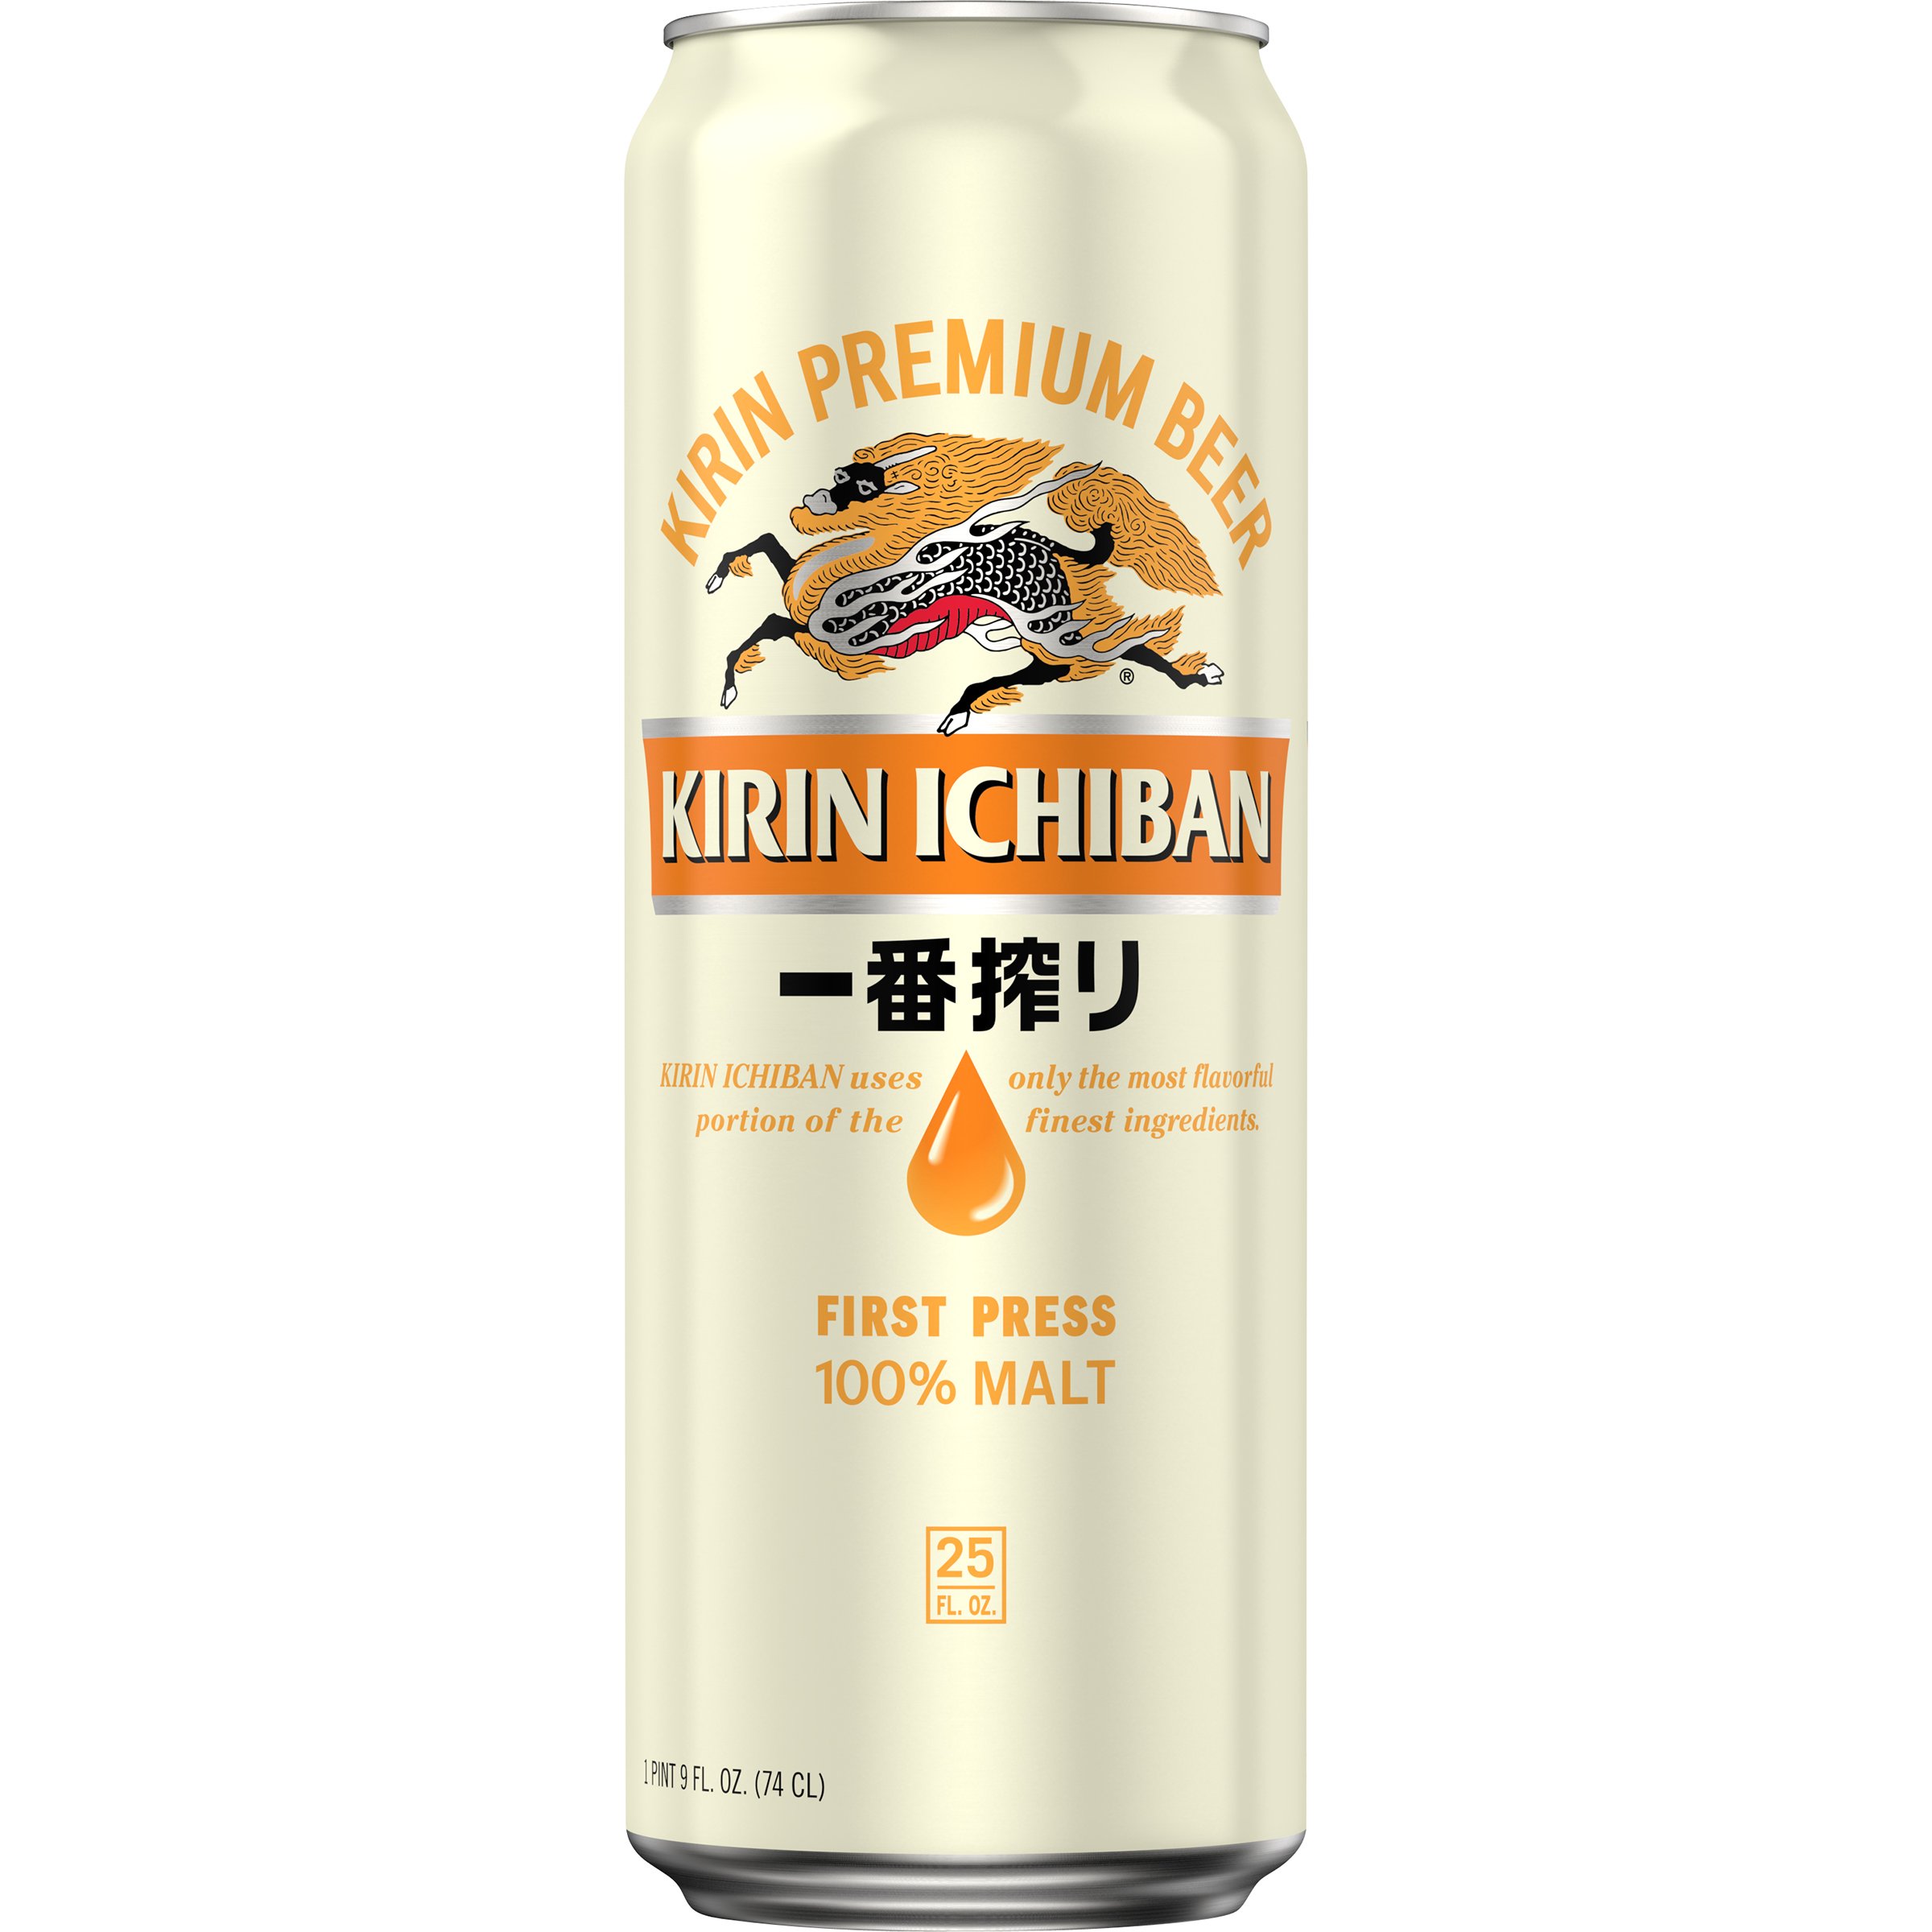 KIRIN PREMIUM BEER
®
KIRIN ICHIBAN
一番搾り
KIRIN ICHIBAN uses only the most flavorful
portion of the finest ingredients.
FIRST PRESS
100% MALT
25
FL. OZ.
1 PINT 9 FL. OZ. (74 CL)